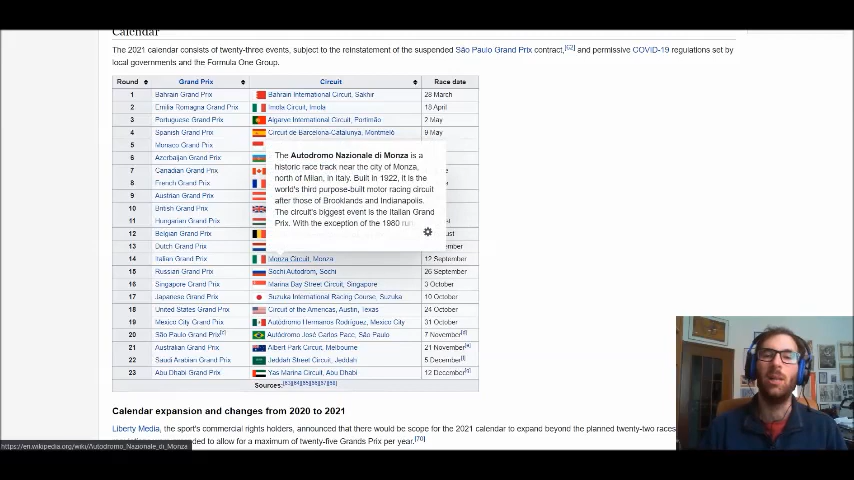 Calendar
The 2021 calendar consists of twenty-three events, subject to the reinstatement of the suspended São Paulo Grand Prix contract,[62] and permissive COVID-19 regulations set by
local governments and the Formula One Group.
Round Grand Prix Circuit Race date
1 Bahrain Grand Prix Bahrain International Circuit, Sakhir 28 March
2 Emilia Romagna Grand Prix Imola Circuit, Imola 18 April
3 Portuguese Grand Prix Algarve International Circuit, Portimão 2 May
4 Spanish Grand Prix Circuit de Barcelona-Catalunya, Montmeló 9 May
5 Monaco Grand Prix
6 Azerbaijan Grand Prix
7 Canadian Grand Prix
8 French Grand Prix
9 Austrian Grand Prix
10 British Grand Prix
11 Hungarian Grand Prix
12 Belgian Grand Prix
13 Dutch Grand Prix
The Autodromo Nazionale di Monza is a
historic race track near the city of Monza,
north of Milan, in Italy. Built in 1922, it is the
world's third purpose-built motor racing circuit
after those of Brooklands and Indianapolis.
The circuit's biggest event is the Italian Grand
Prix. With the exception of the 1980 run
14 Italian Grand Prix Monza Circuit, Monza 12 September
15 Russian Grand Prix Sochi Autodrom, Sochi 26 September
16 Singapore Grand Prix Marina Bay Street Circuit, Singapore 3 October
17 Japanese Grand Prix Suzuka International Racing Course, Suzuka 10 October
18 United States Grand Prix Circuit of the Americas, Austin, Texas 24 October
19 Mexico City Grand Prix Autódromo Hermanos Rodríguez, Mexico City 31 October
20 São Paulo Grand Prix Autódromo José Carlos Pace, São Paulo 7 November
21 Australian Grand Prix Albert Park Circuit, Melbourne 21 November
22 Saudi Arabian Grand Prix Jeddah Street Circuit, Jeddah 5 December
23 Abu Dhabi Grand Prix Yas Marina Circuit, Abu Dhabi 12 December
Sources:
Calendar expansion and changes from 2020 to 2021
Liberty Media, the sport's commercial rights holders, announced that there would be scope for the 2021 calendar to expand beyond the planned twenty-two races
to allow for a maximum of twenty-five Grands Prix per year.[70]
https://en.wikipedia.org/wiki/Autodromo_Nazionale_di_Monza